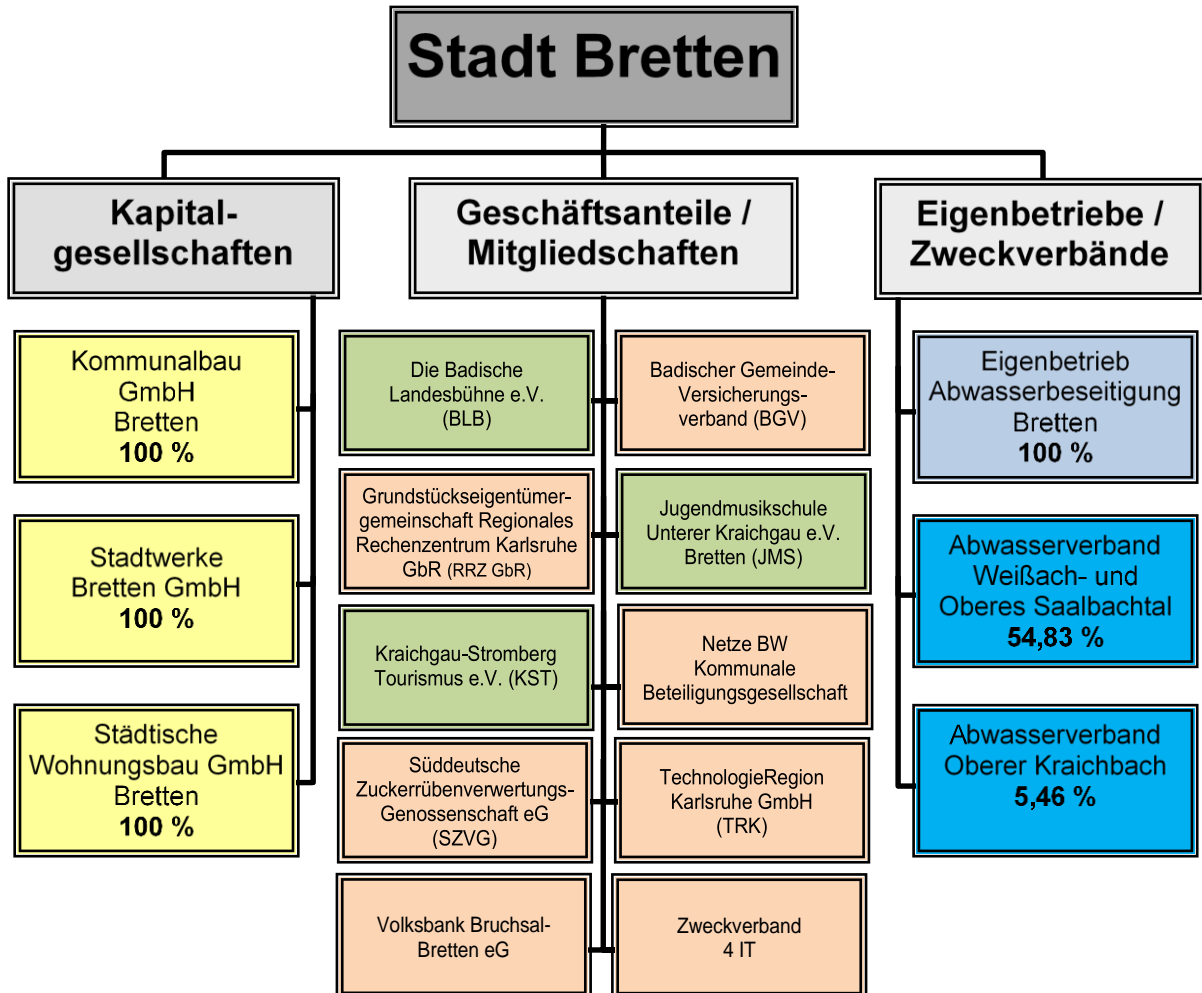 Stadt Bretten
Kapital-
gesellschaften
Geschäftsanteile /
Mitgliedschaften
Eigenbetriebe /
Zweckverbände
Kommunalbau
GmbH
Bretten
100 %
Stadtwerke
Bretten GmbH
100 %
Städtische
Wohnungsbau GmbH
Bretten
100 %
Die Badische
Landesbühne e.V.
(BLB)
Badischer Gemeinde-
Versicherungs-
verband (BGV)
Grundstückseigentümer-
gemeinschaft Regionales
Rechenzentrum Karlsruhe
GbR (RRZ GbR)
Jugendmusikschule
Unterer Kraichgau e.V.
Bretten (JMS)
Kraichgau-Stromberg
Tourismus e.V. (KST)
Netze BW
Kommunale
Beteiligungsgesellschaft
Süddeutsche
Zuckerrübenverwertungs-
Genossenschaft eG
(SZVG)
TechnologieRegion
Karlsruhe GmbH
(TRK)
Volksbank Bruchsal-
Bretten eG
Zweckverband
4 IT
Eigenbetrieb
Abwasserbeseitigung
Bretten
100 %
Abwasserverband
Weißach- und
Oberes Saalbachtal
54,83 %
Abwasserverband
Oberer Kraichbach
5,46 %